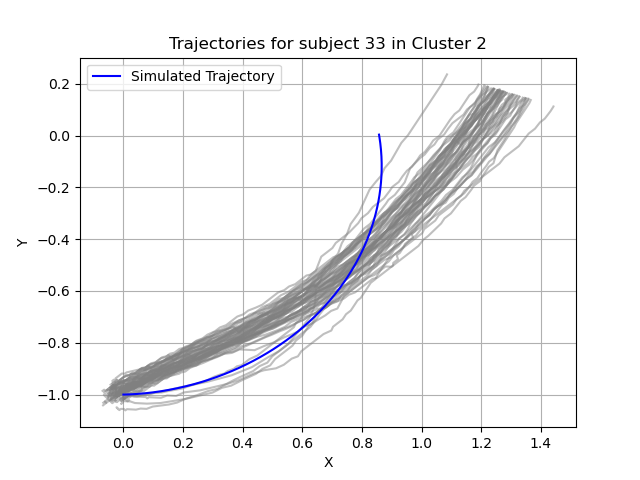 Trajectories for subject 33 in Cluster 2
Simulated Trajectory
Y
0.2
0.0
−0.2
−0.4
−0.6
−0.8
−1.0
0.0 0.2 0.4 0.6 0.8 1.0 1.2 1.4
X